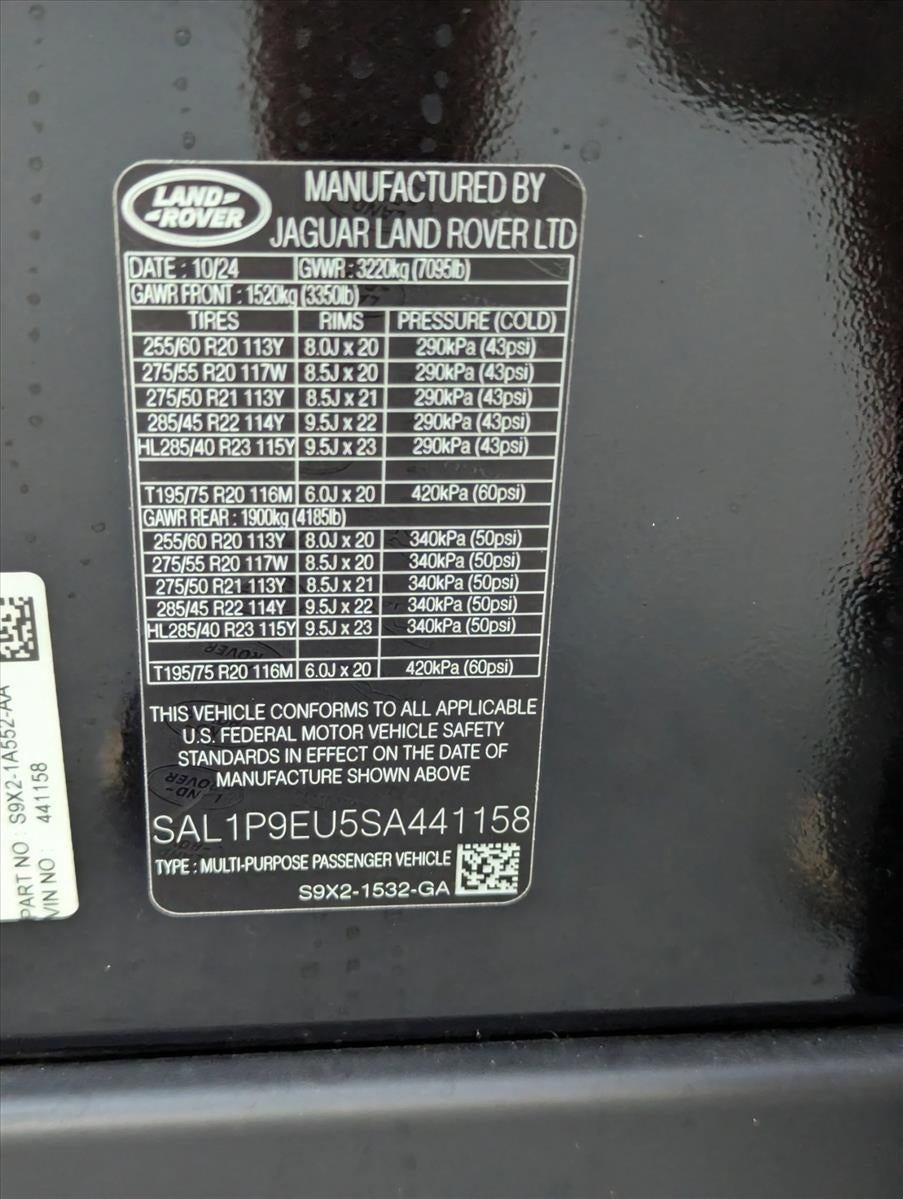 LAND-
-ROVER
MANUFACTURED BY
JAGUAR LAND ROVER LTD
DATE : 10/24 GVWR : 3220kg (7095lb)
GAWR FRONT : 1520kg (3350lb)
TIRES RIMS PRESSURE (COLD)
255/60 R20 113Y 8.0J x 20 290kPa (43psi)
275/55 R20 117W 8.5J x 20 290kPa (43psi)
275/50 R21 113Y 8.5J x 21 290kPa (43psi)
285/45 R22 114Y 9.5J x 22 290kPa (43psi)
HL285/40 R23 115Y 9.5J x 23 290kPa (43psi)
T195/75 R20 116M 6.0J x 20 420kPa (60psi)
GAWR REAR : 1900kg (4185lb)
255/60 R20 113Y 8.0J x 20 340kPa (50psi)
275/55 R20 117W 8.5J x 20 340kPa (50psi)
275/50 R21 113Y 8.5J x 21 340kPa (50psi)
285/45 R22 114Y 9.5J x 22 340kPa (50psi)
HL285/40 R23 115Y 9.5J x 23 340kPa (50psi)
T195/75 R20 116M 6.0J x 20 420kPa (60psi)
THIS VEHICLE CONFORMS TO ALL APPLICABLE
U.S. FEDERAL MOTOR VEHICLE SAFETY
STANDARDS IN EFFECT ON THE DATE OF
MANUFACTURE SHOWN ABOVE
SAL1P9EU5SA441158
TYPE : MULTI-PURPOSE PASSENGER VEHICLE
S9X2-1532-GA
PART NO : S9X2-1A552-AA
VIN NO : 441158